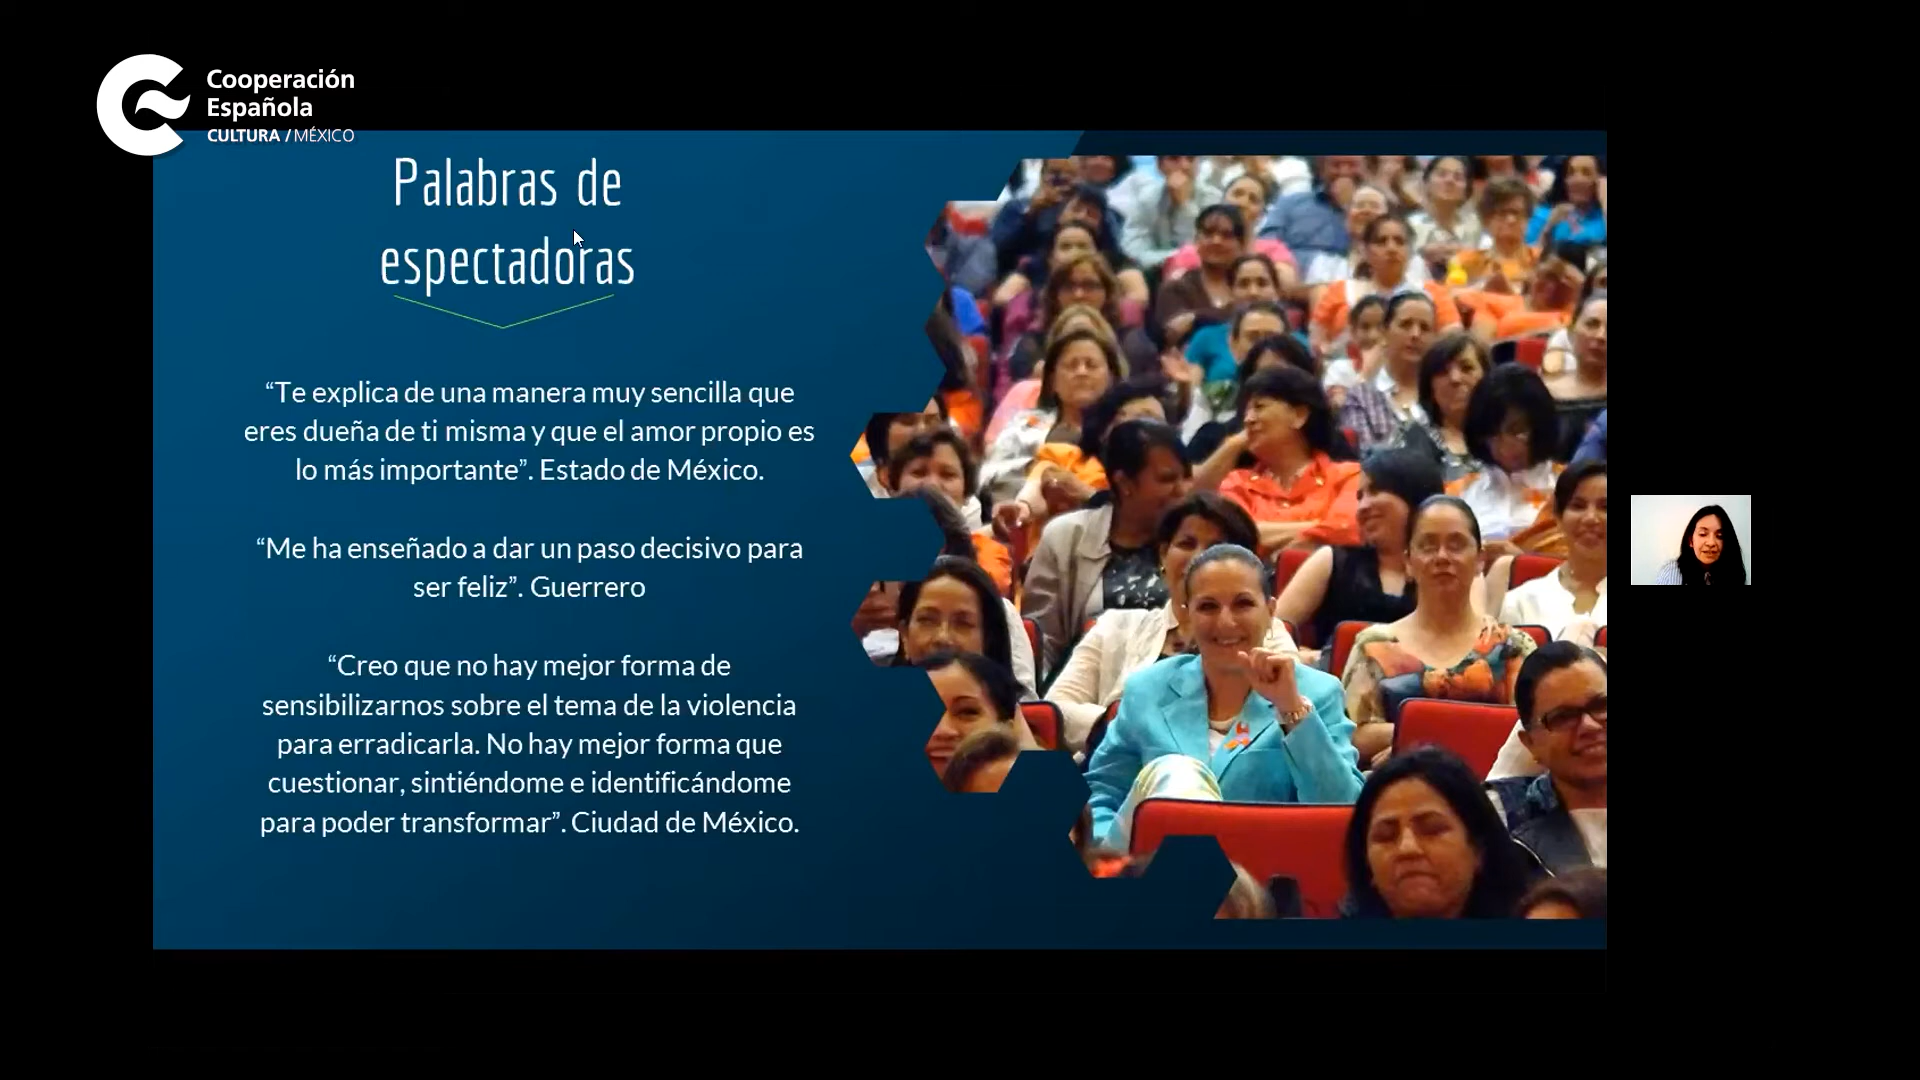 Cooperación
Española
CULTURA / MÉXICO
Palabras de
espectadoras
“Te explica de una manera muy sencilla que
eres dueña de ti misma y que el amor propio es
lo más importante”. Estado de México.
“Me ha enseñado a dar un paso decisivo para
ser feliz”. Guerrero
“Creo que no hay mejor forma de
sensibilizarnos sobre el tema de la violencia
para erradicarla. No hay mejor forma que
cuestionar, sintiéndome e identificándome
para poder transformar”. Ciudad de México.